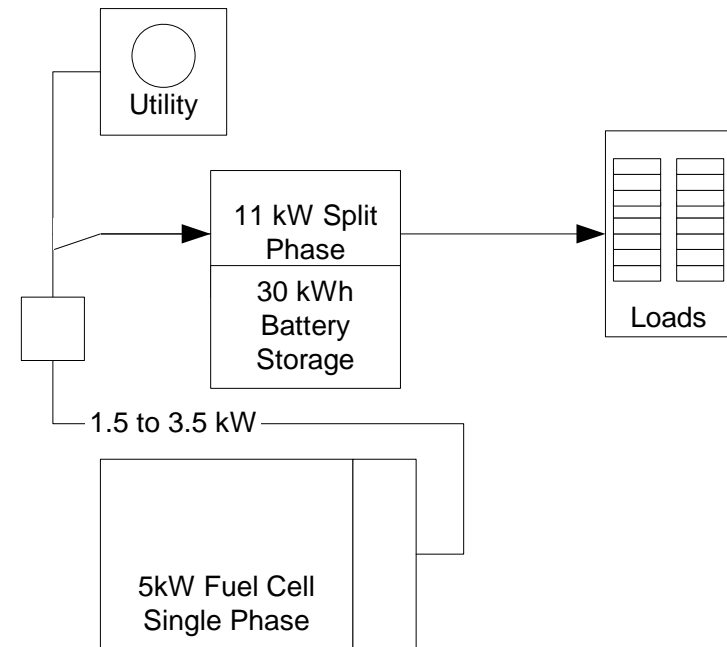 Utility
11 kW Split
Phase
30 kWh
Battery
Storage
Loads
1.5 to 3.5 kW
5kW Fuel Cell
Single Phase